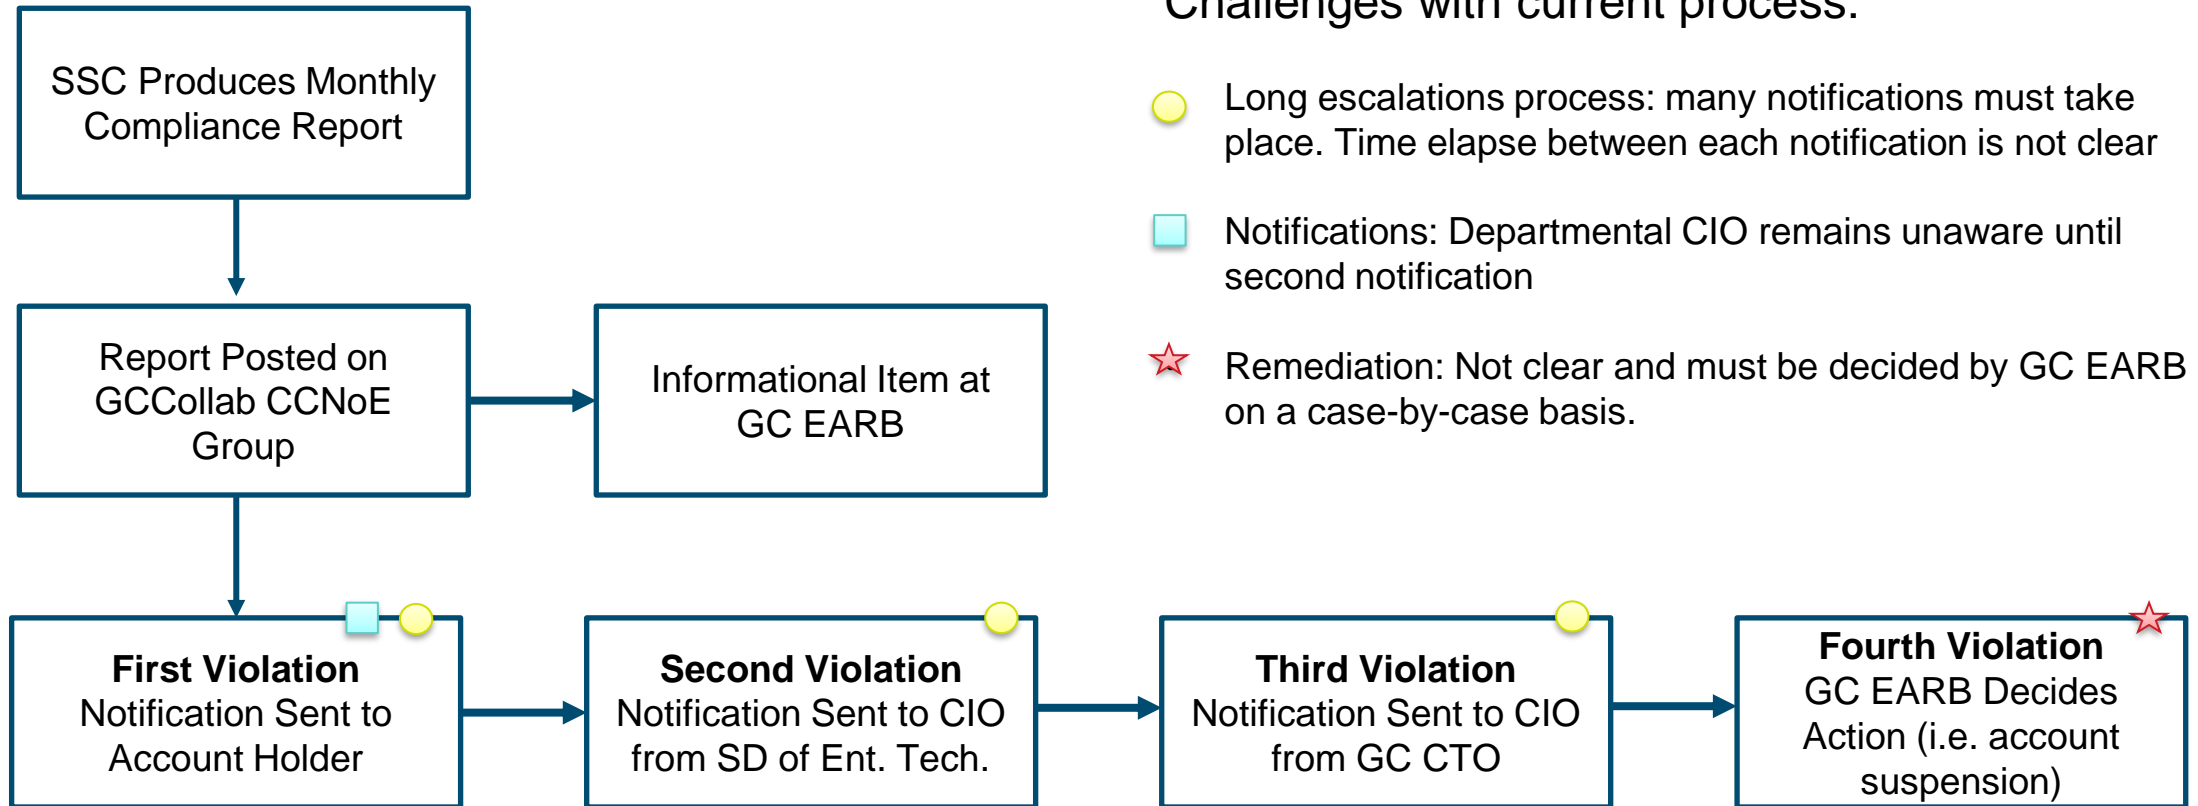 Challenges with current process:
SSC Produces Monthly
Compliance Report
Long escalations process: many notifications must take
place. Time elapse between each notification is not clear
Notifications: Departmental CIO remains unaware until
second notification
Report Posted on
GCCollab CCNoE
Group
Informational Item at
GC EARB
Remediation: Not clear and must be decided by GC EARB
on a case-by-case basis.
First Violation
Notification Sent to
Account Holder
Second Violation
Notification Sent to CIO
from SD of Ent. Tech.
Third Violation
Notification Sent to CIO
from GC CTO
Fourth Violation
GC EARB Decides
Action (i.e. account
suspension)